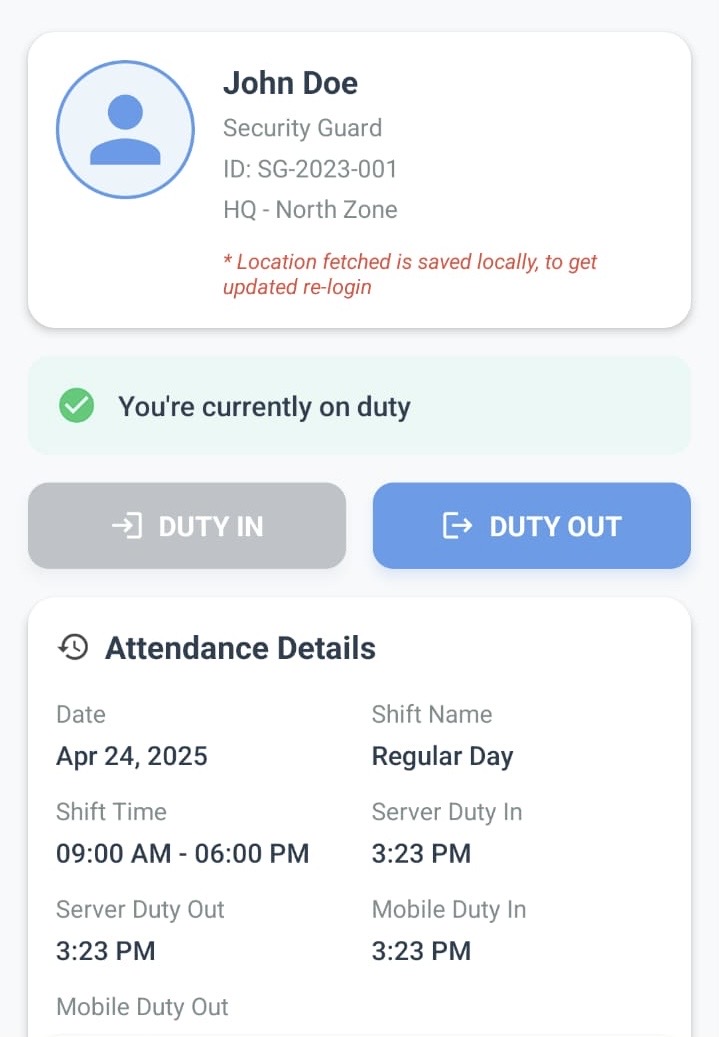 John Doe
Security Guard
ID: SG-2023-001
HQ - North Zone
* Location fetched is saved locally, to get
updated re-login
You're currently on duty
DUTY IN
DUTY OUT
Attendance Details
Date
Shift Name
Apr 24, 2025
Regular Day
Shift Time
Server Duty In
09:00 AM - 06:00 PM
3:23 PM
Server Duty Out
Mobile Duty In
3:23 PM
3:23 PM
Mobile Duty Out